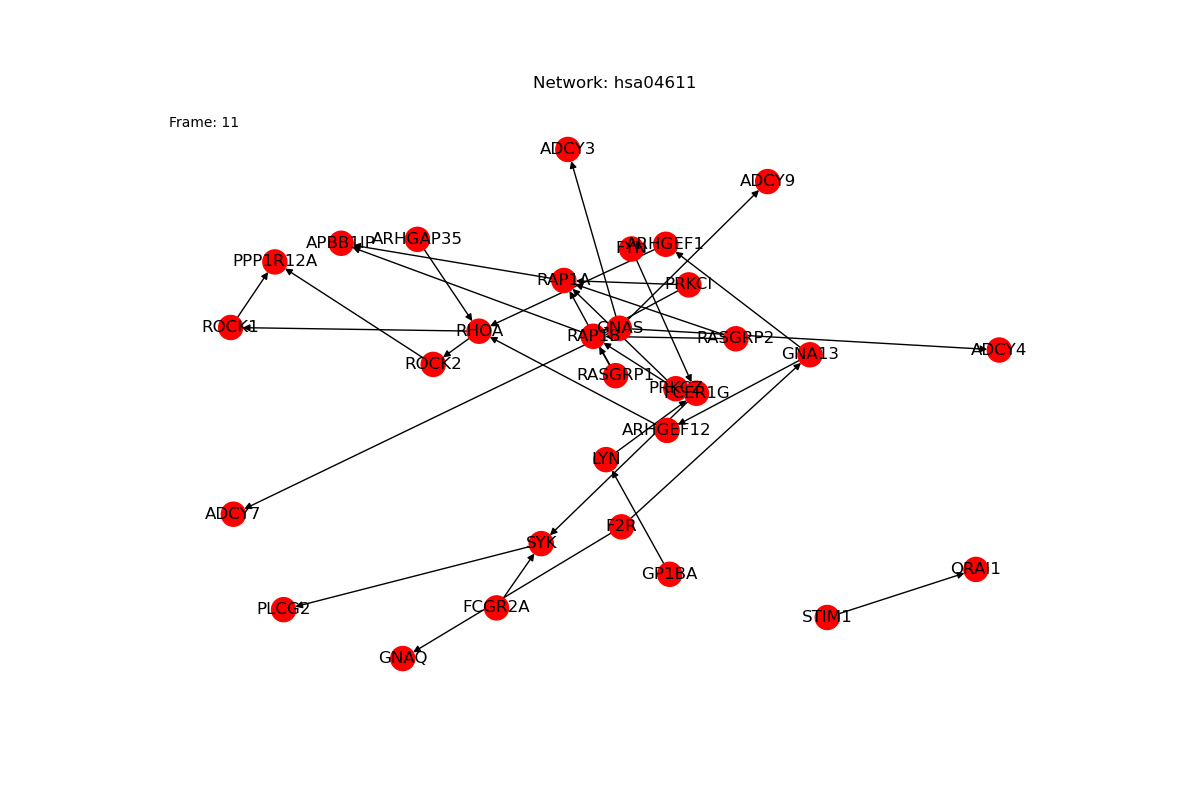 Network: hsa04611
Frame: 11
ADCY3
ADCY9
ARHGAP35
APBB1IP
FYN
ARHGEF1
PPP1R12A
RAP1A
PRKCI
ROCK1
RHOA
RAP1B
GNAS
RASGRP2
ADCY4
GNA13
ROCK2
RASGRP1
PRKCZ
FCER1G
ARHGEF12
LYN
ADCY7
F2R
SYK
GP1BA
ORAI1
PLCG2
FCGR2A
STIM1
GNAQ